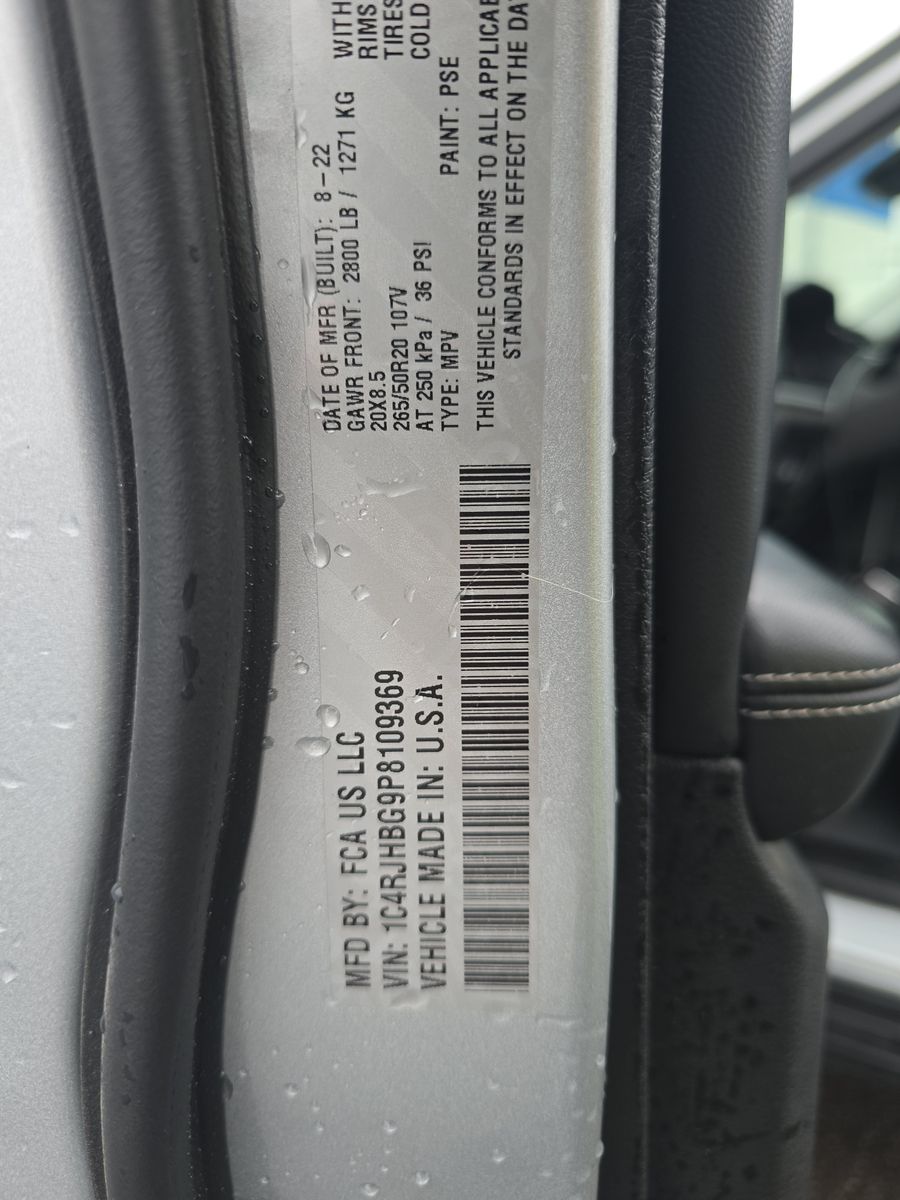 MFD BY: FCA US LLC
VIN: 1C4RJHBG9P8109369
VEHICLE MADE IN: U.S.A.
DATE OF MFR (BUILT): 8-22
GAWR FRONT: 2800 LB / 1271 KG WITH
20X8.5 RIMS
265/50R20 107V TIRES
AT 250 kPa / 36 PSI COLD
TYPE: MPV PAINT: PSE
THIS VEHICLE CONFORMS TO ALL
STANDARDS IN EFFECT ON THE